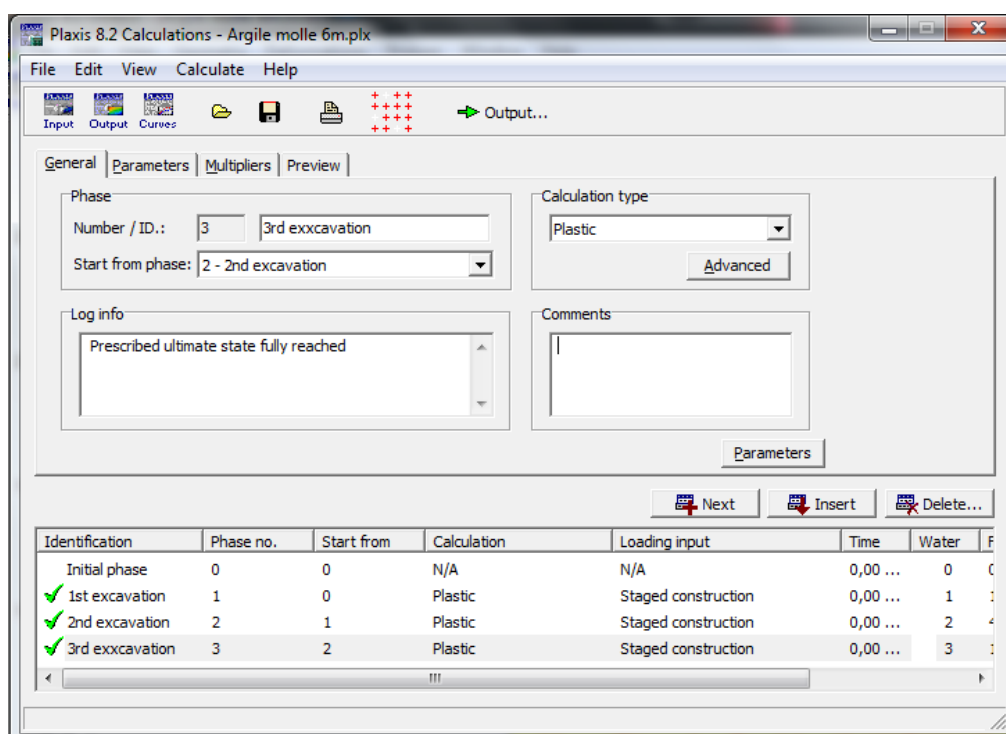 Plaxis 8.2 Calculations - Argile molle 6m.plx
File Edit View Calculate Help
Input Output Curves Output...
General Parameters Multipliers Preview
Phase
Number / ID.: 3 3rd exxcavation
Start from phase: 2 - 2nd excavation
Calculation type
Plastic
Advanced
Log info
Prescribed ultimate state fully reached
Comments
Parameters
Next Insert Delete...
Identification Phase no. Start from Calculation Loading input Time Water
Initial phase 0 0 N/A N/A 0,00 ... 0
1st excavation 1 0 Plastic Staged construction 0,00 ... 1
2nd excavation 2 1 Plastic Staged construction 0,00 ... 2
3rd exxcavation 3 2 Plastic Staged construction 0,00 ... 3